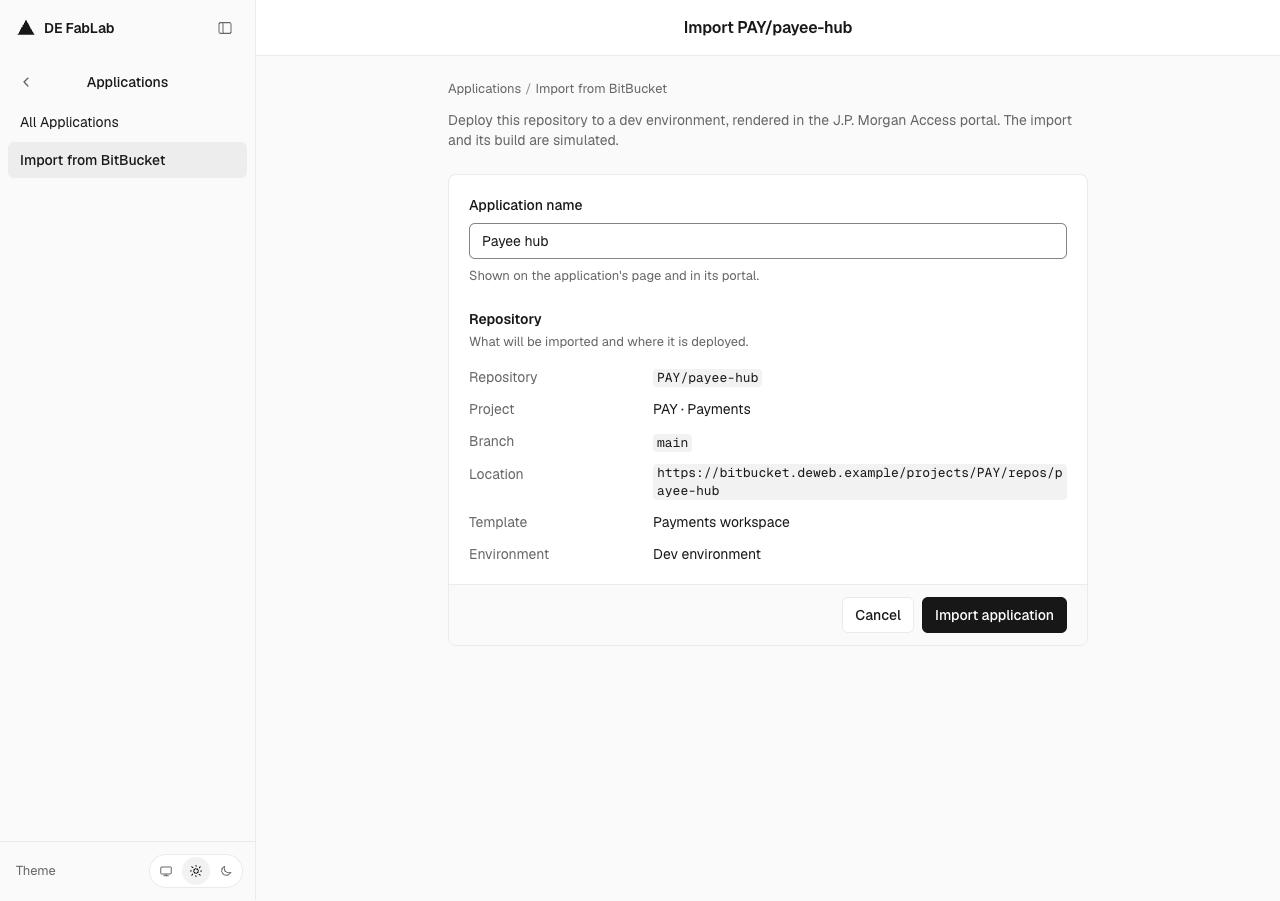 DE FabLab
Import PAY/payee-hub
Applications
All Applications
Import from BitBucket
Applications / Import from BitBucket
Deploy this repository to a dev environment, rendered in the J.P. Morgan Access portal. The import
and its build are simulated.
Application name
Payee hub
Shown on the application's page and in its portal.
Repository
What will be imported and where it is deployed.
Repository PAY/payee-hub
Project PAY · Payments
Branch main
Location https://bitbucket.deweb.example/projects/PAY/repos/p
ayee-hub
Template Payments workspace
Environment Dev environment
Cancel Import application
Theme